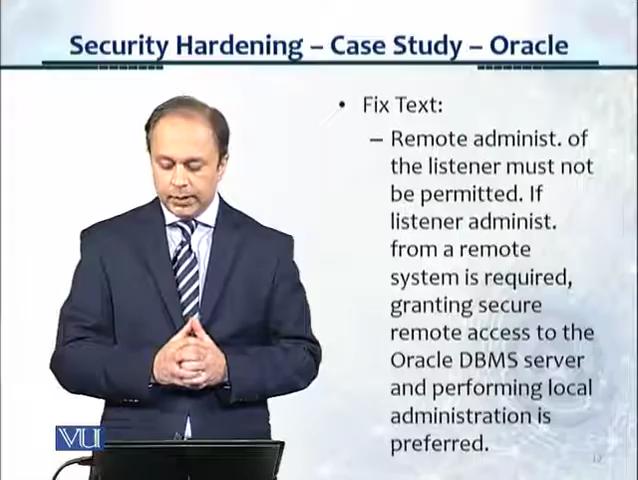 Security Hardening – Case Study – Oracle
• Fix Text:
– Remote administ. of
the listener must not
be permitted. If
listener administ.
from a remote
system is required,
granting secure
remote access to the
Oracle DBMS server
and performing local
administration is
preferred.
VU
17